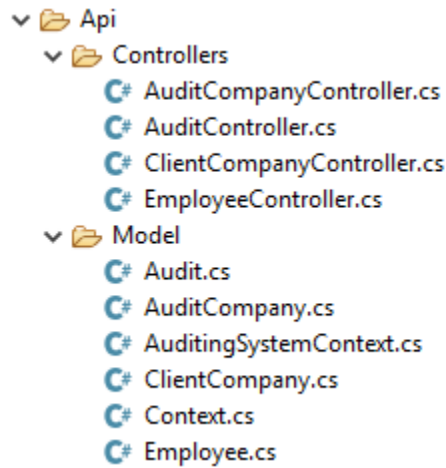 Api
Controllers
C# AuditCompanyController.cs
C# AuditController.cs
C# ClientCompanyController.cs
C# EmployeeController.cs
Model
C# Audit.cs
C# AuditCompany.cs
C# AuditingSystemContext.cs
C# ClientCompany.cs
C# Context.cs
C# Employee.cs